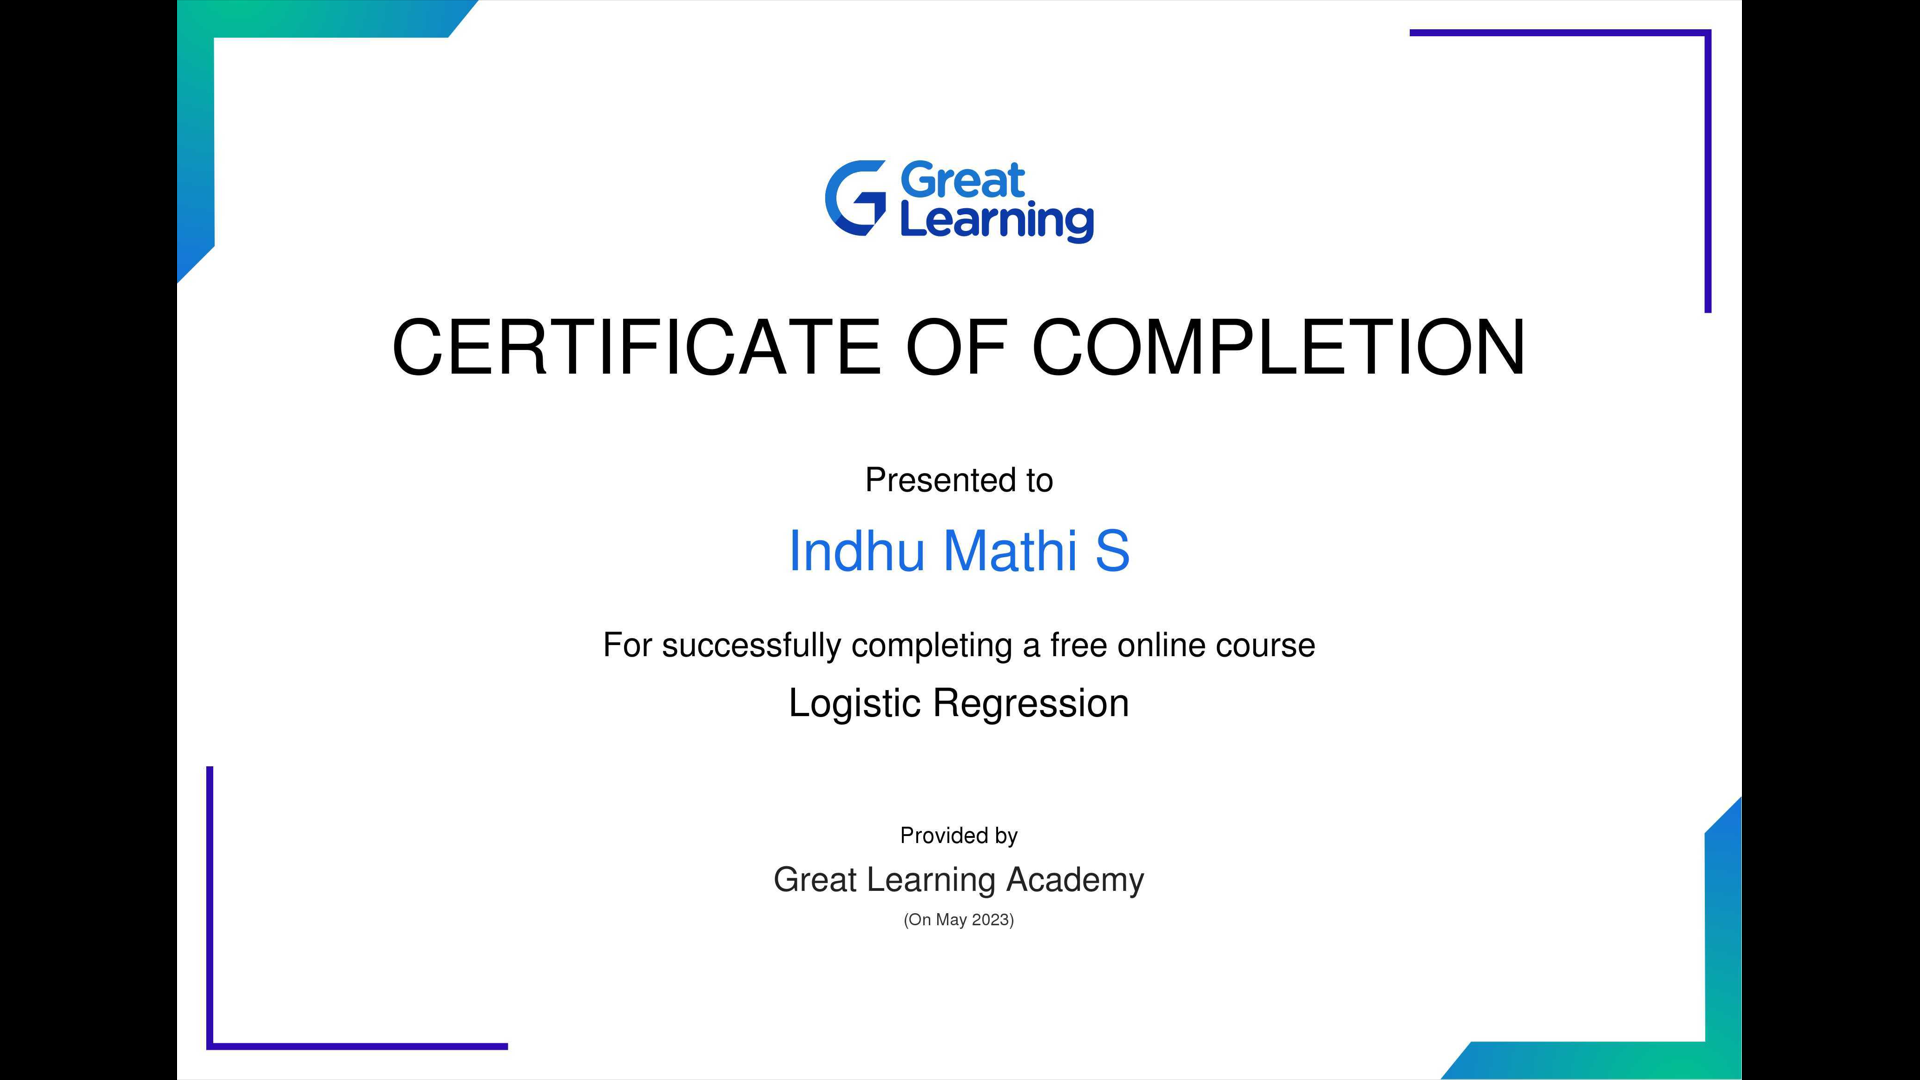 Great
Learning
CERTIFICATE OF COMPLETION
Presented to
Indhu Mathi S
For successfully completing a free online course
Logistic Regression
Provided by
Great Learning Academy
(On May 2023)